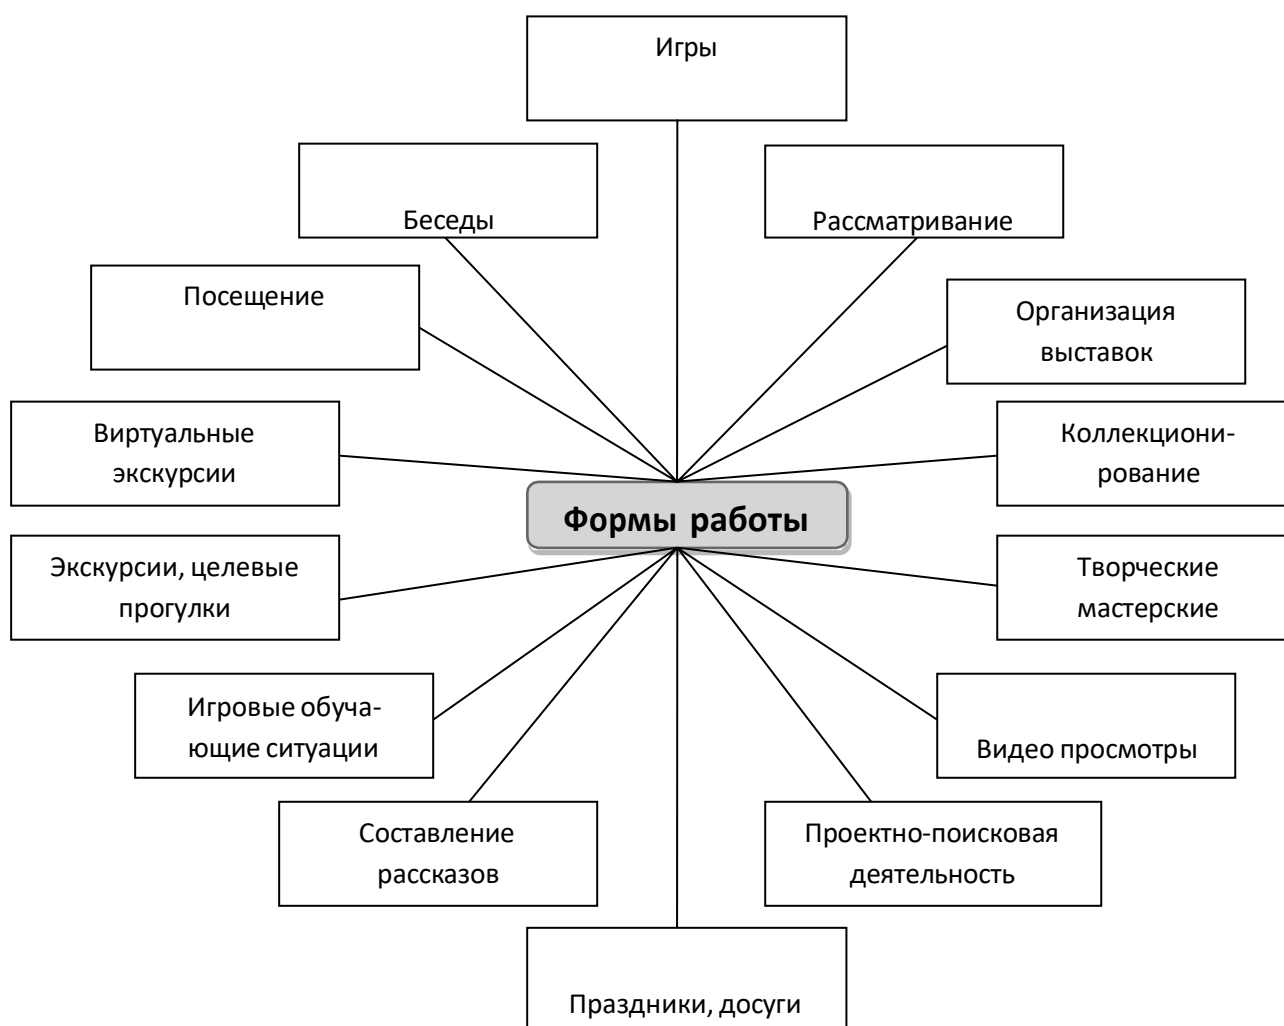 Игры
Беседы
Рассматривание
Посещение
Организация
выставок
Виртуальные
экскурсии
Коллекциони-
рование
Формы работы
Экскурсии, целевые
прогулки
Творческие
мастерские
Игровые обуча-
ющие ситуации
Видео просмотры
Составление
рассказов
Проектно-поисковая
деятельность
Праздники, досуги